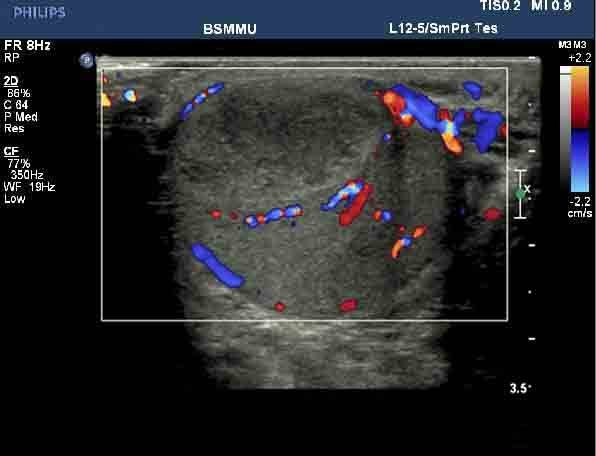 PHILIPS
TIS0.2 MI 0.9
BSMMU
L12-5/SmPrt Tes
FR 8Hz
RP
M3 M3
+2.2
P
2D
86%
C 64
P Med
Res
CF
77%
350Hz
WF 19Hz
Low
x
-2.2
cm/s
3.5